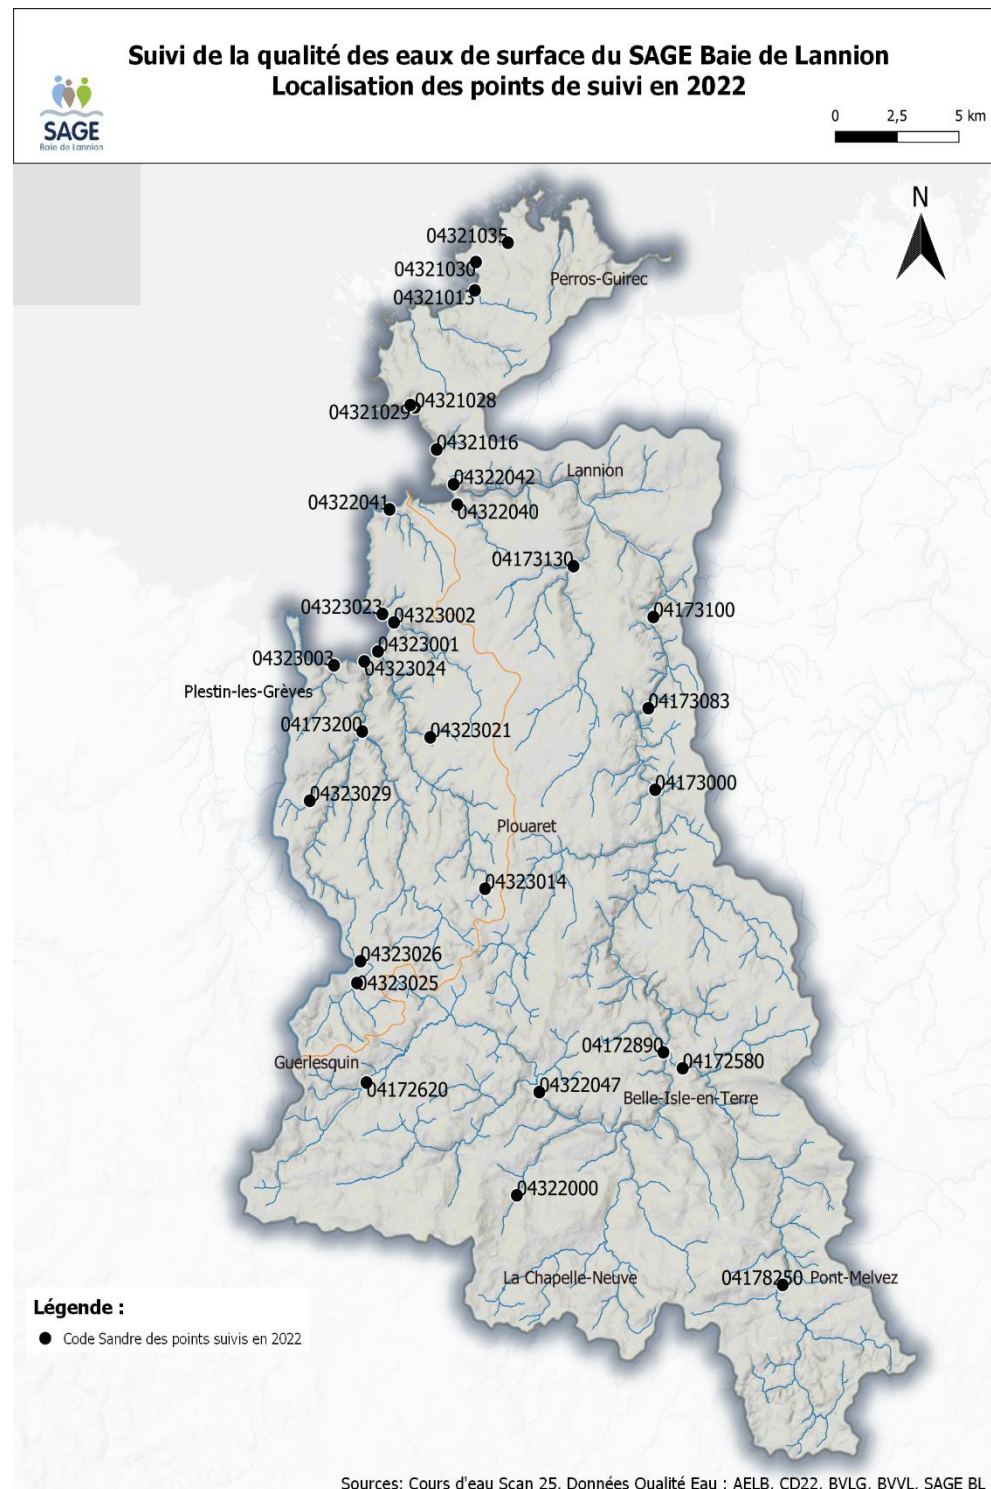 Suivi de la qualité des eaux de surface du SAGE Baie de Lannion
Localisation des points de suivi en 2022
SAGE
Baie de Lannion
0 2,5 5 km
N
04321035
04321030
04321013
Perros-Guirec
04321028
04321029
04321016
Lannion
04322042
04322041
04322040
04173130
04323023
04323002
04173100
04323001
04323003
04323024
Plestin-les-Grèves
04173083
04173200
04323021
04173000
04323029
Plouaret
04323014
04323026
04323025
04172890
Guerlesquin
04172580
04172620
04322047
Belle-Isle-en-Terre
04322000
La Chapelle-Neuve
04178250
Pont-Melvez
Légende :
Code Sandre des points suivis en 2022
Sources: Cours d'eau Scan 25, Données Qualité Eau : AELB, CD22, BVLG, BVVL, SAGE BL